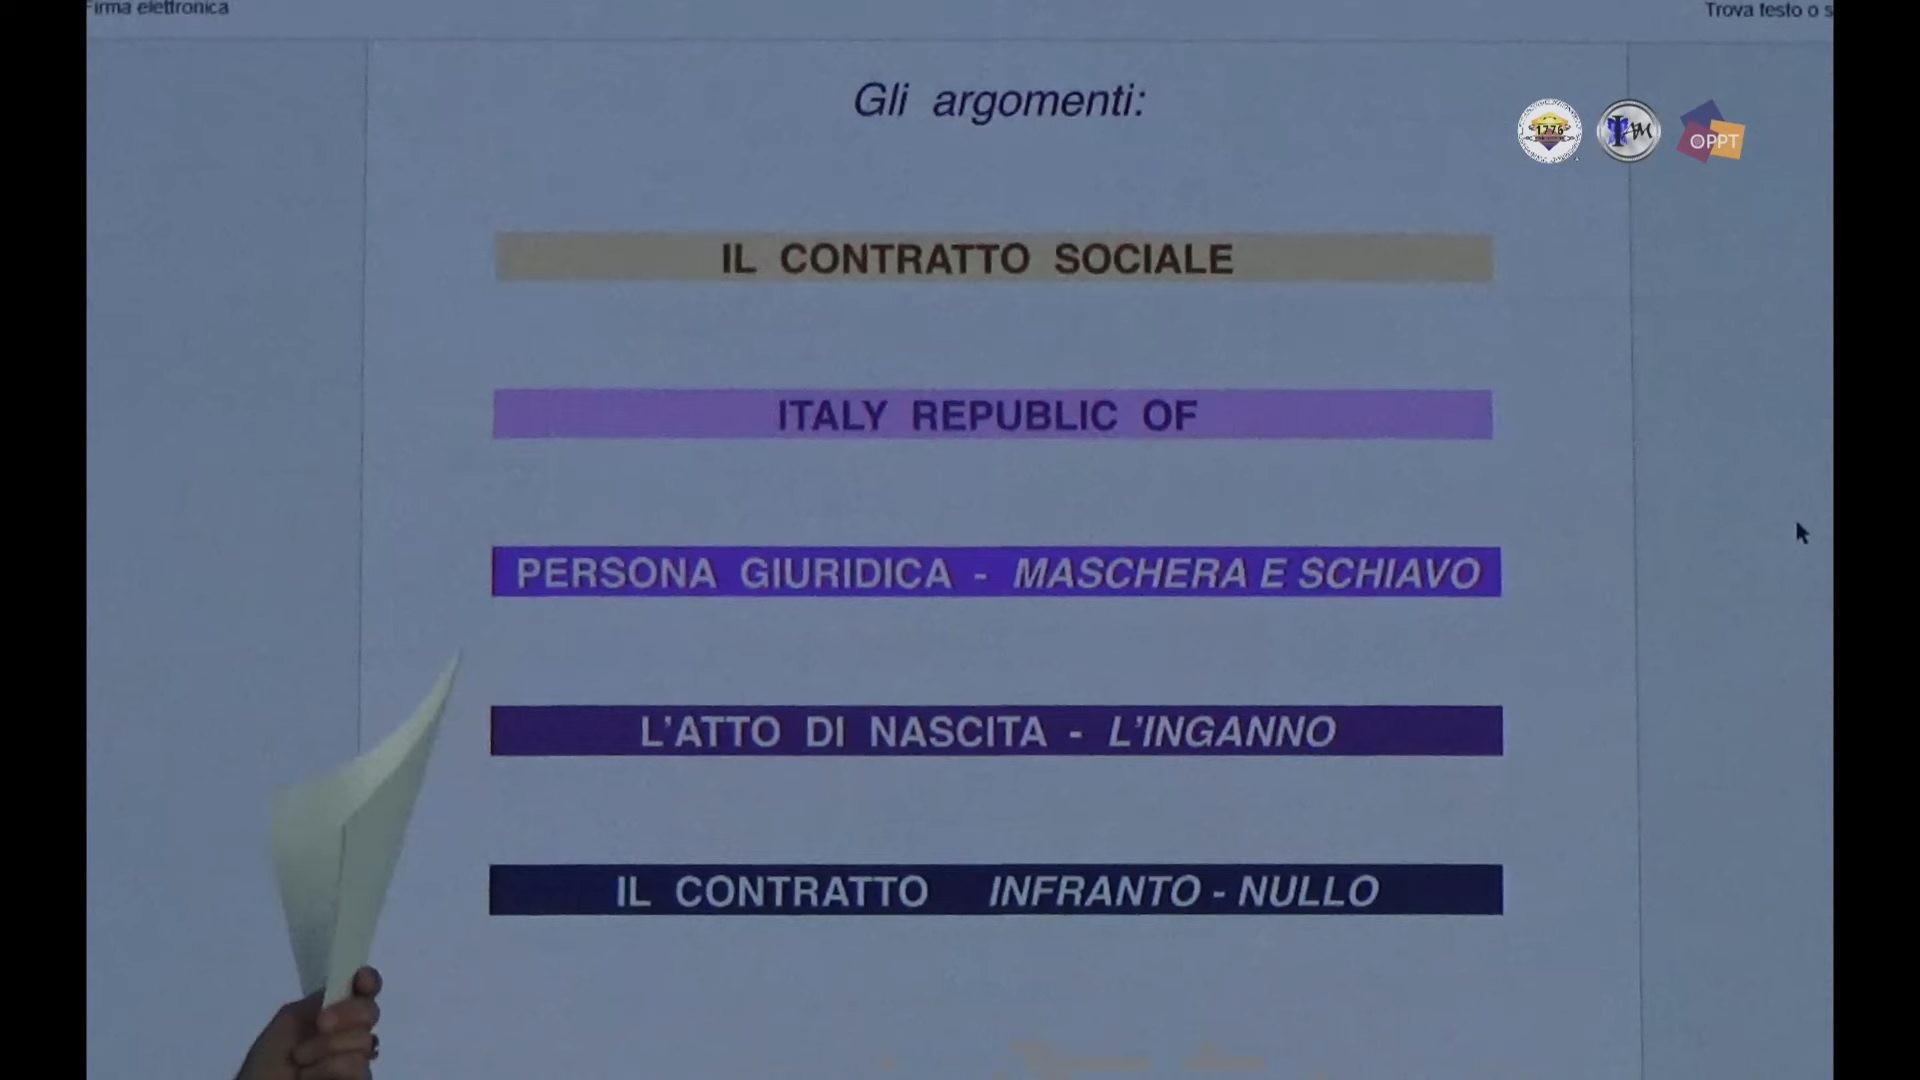 Firma elettronica
Trova testo o s
Gli argomenti:
1776
OPPT
IL CONTRATTO SOCIALE
ITALY REPUBLIC OF
PERSONA GIURIDICA - MASCHERA E SCHIAVO
L'ATTO DI NASCITA - L'INGANNO
IL CONTRATTO INFRANTO - NULLO